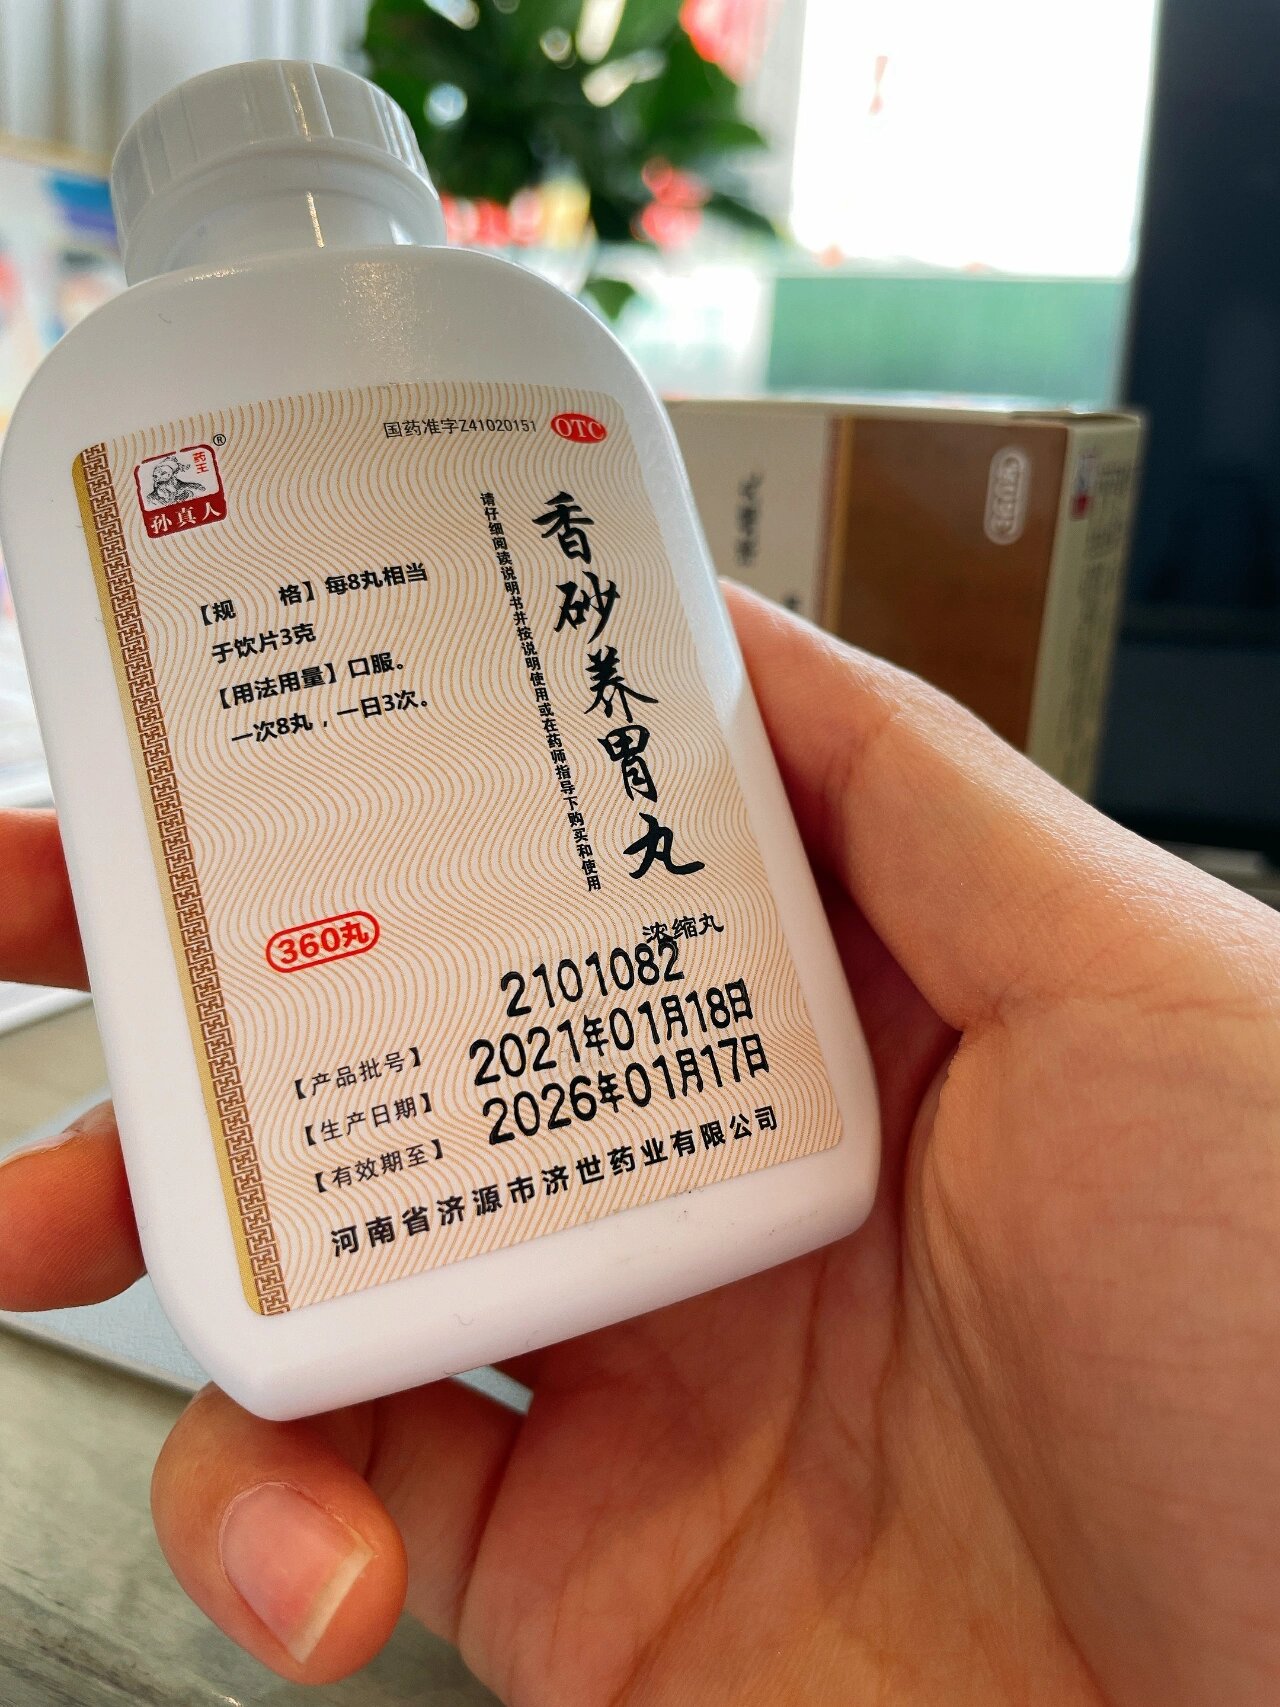 国药准字Z41020151 OTC
®
药王
孙真人
香砂养胃丸
请仔细阅读说明书并按说明使用或在药师指导下购买和使用
浓缩丸
【规 格】每8丸相当
于饮片3克
【用法用量】口服。
一次8丸，一日3次。
360丸
【产品批号】 2101082
【生产日期】 2021年01月18日
【有效期至】 2026年01月17日
河南省济源市济世药业有限公司